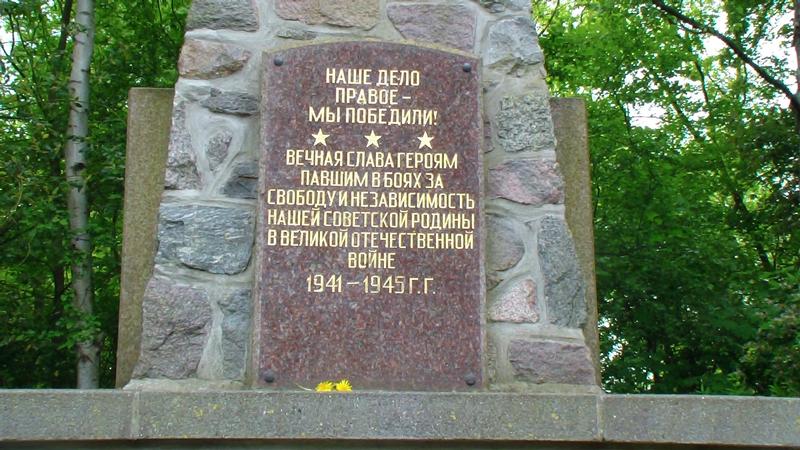 НАШЕ ДЕЛО
ПРАВОЕ –
МЫ ПОБЕДИЛИ!
ВЕЧНАЯ СЛАВА ГЕРОЯМ
ПАВШИМ В БОЯХ ЗА
СВОБОДУ И НЕЗАВИСИМОСТЬ
НАШЕЙ СОВЕТСКОЙ РОДИНЫ
В ВЕЛИКОЙ ОТЕЧЕСТВЕННОЙ
ВОЙНЕ
1941 – 1945 Г. Г.